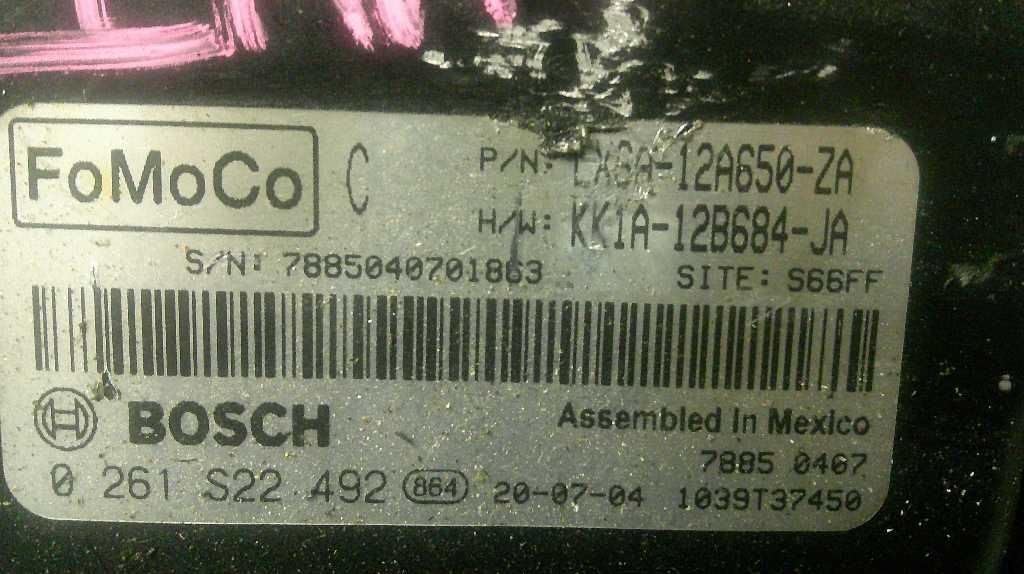 FoMoCo C
P/N: LX6A-12A650-ZA
H/W: KK1A-12B684-JA
S/N: 7885040701863 SITE: S66FF
BOSCH Assembled In Mexico
7885 0467
0 261 S22 492 864 20-07-04 1039T37450